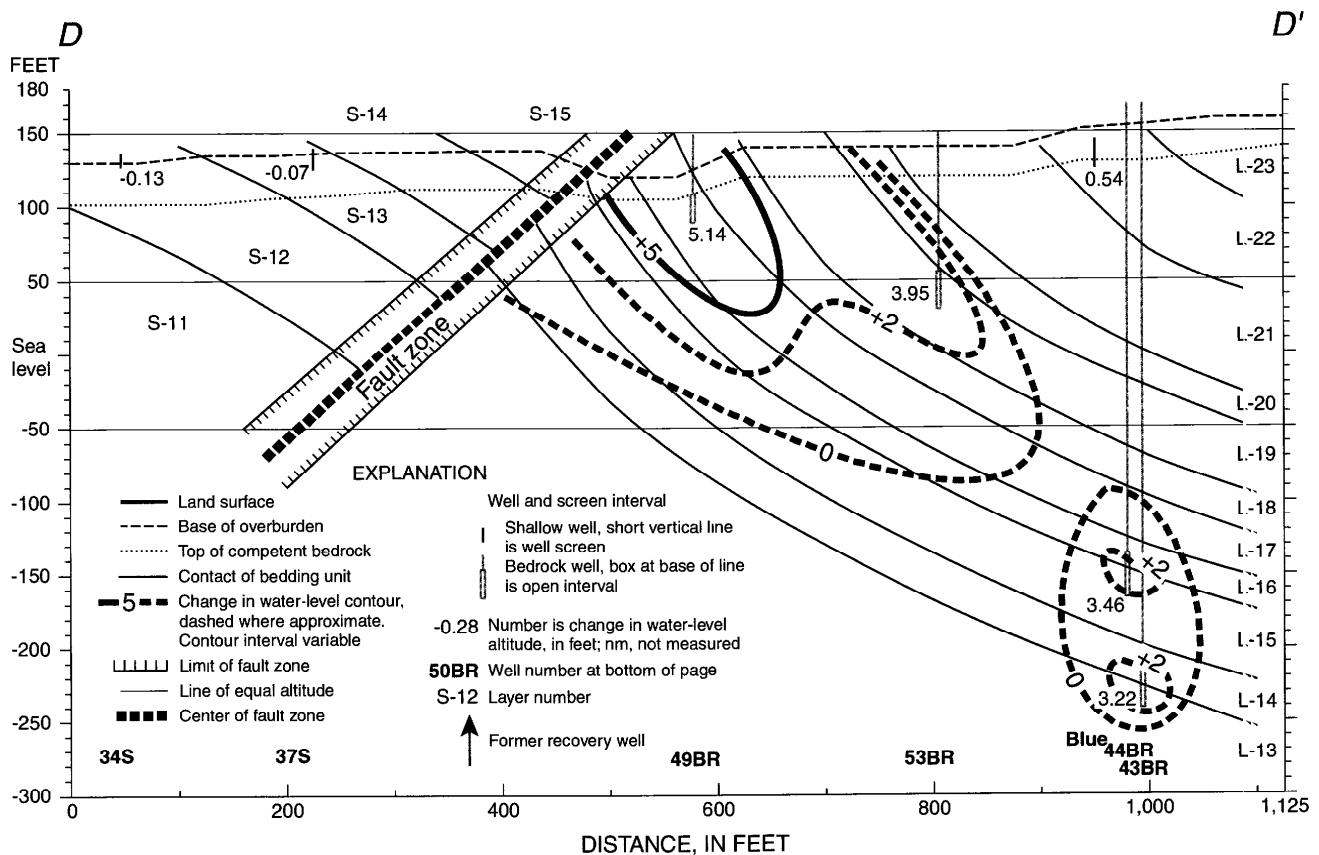 D
D'
FEET
180
150
100
50
Sea
level
-50
-100
-150
-200
-250
-300
S-14
S-15
-0.13
-0.07
S-13
S-12
S-11
Fault zone
+5
5.14
3.95
+2
0
0.54
L-23
L-22
L-21
L-20
L-19
L-18
L-17
L-16
L-15
L-14
L-13
+2
3.46
+2
3.22
0
EXPLANATION
Land surface
Base of overburden
Top of competent bedrock
Contact of bedding unit
5 Change in water-level contour,
dashed where approximate.
Contour interval variable
Limit of fault zone
Line of equal altitude
Center of fault zone
Well and screen interval
Shallow well, short vertical line
is well screen
Bedrock well, box at base of line
is open interval
-0.28 Number is change in water-level
altitude, in feet; nm, not measured
50BR Well number at bottom of page
S-12 Layer number
Former recovery well
34S
37S
49BR
53BR
Blue
44BR
43BR
0
200
400
600
800
1,000
1,125
DISTANCE, IN FEET